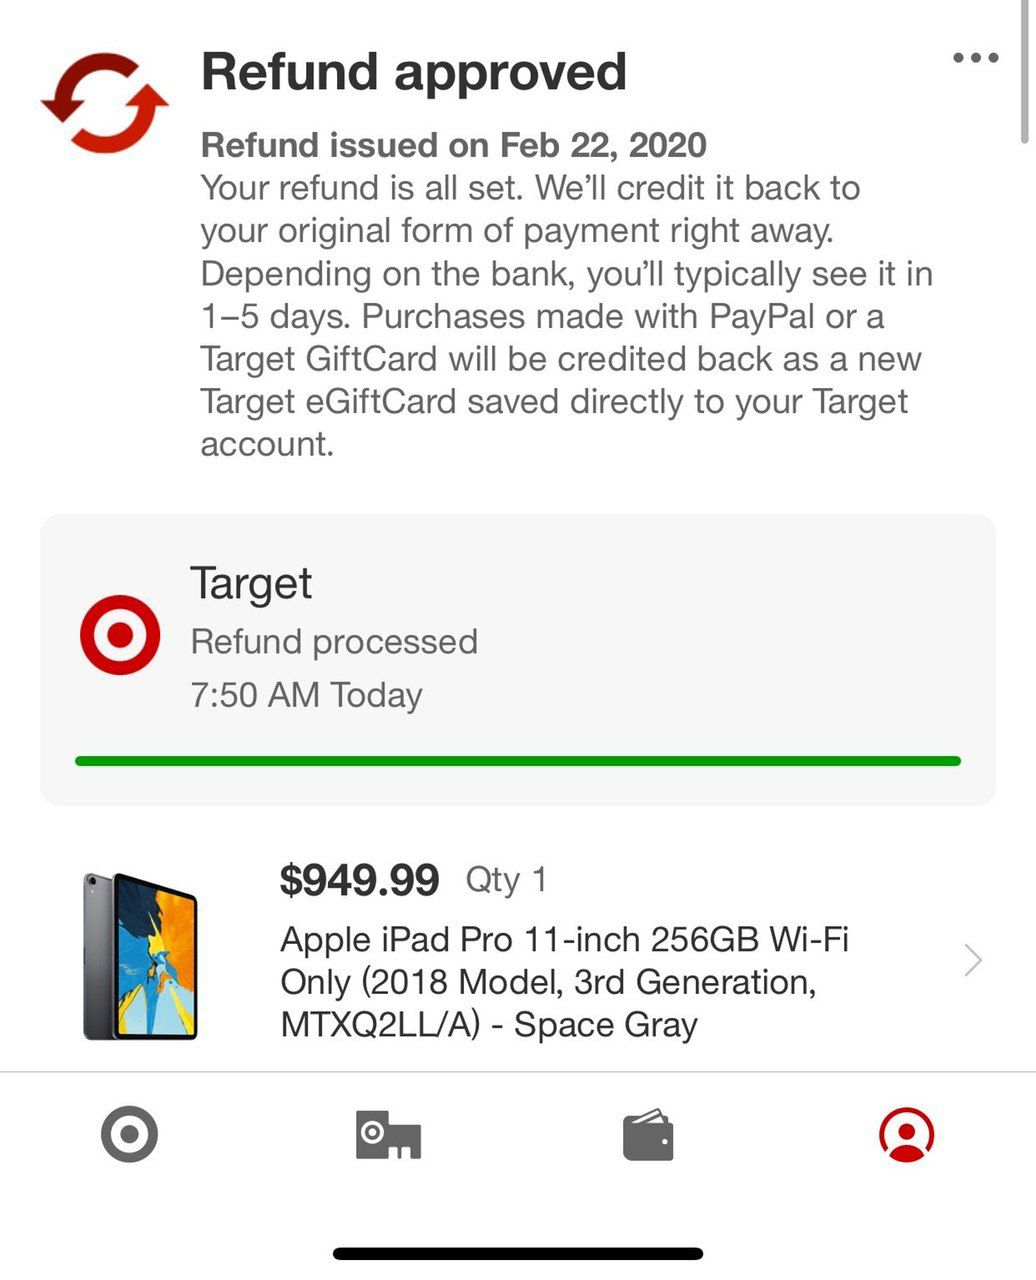 Refund approved
Refund issued on Feb 22, 2020
Your refund is all set. We'll credit it back to
your original form of payment right away.
Depending on the bank, you'll typically see it in
1–5 days. Purchases made with PayPal or a
Target GiftCard will be credited back as a new
Target eGiftCard saved directly to your Target
account.
Target
Refund processed
7:50 AM Today
$949.99 Qty 1
Apple iPad Pro 11-inch 256GB Wi-Fi
Only (2018 Model, 3rd Generation,
MTXQ2LL/A) - Space Gray